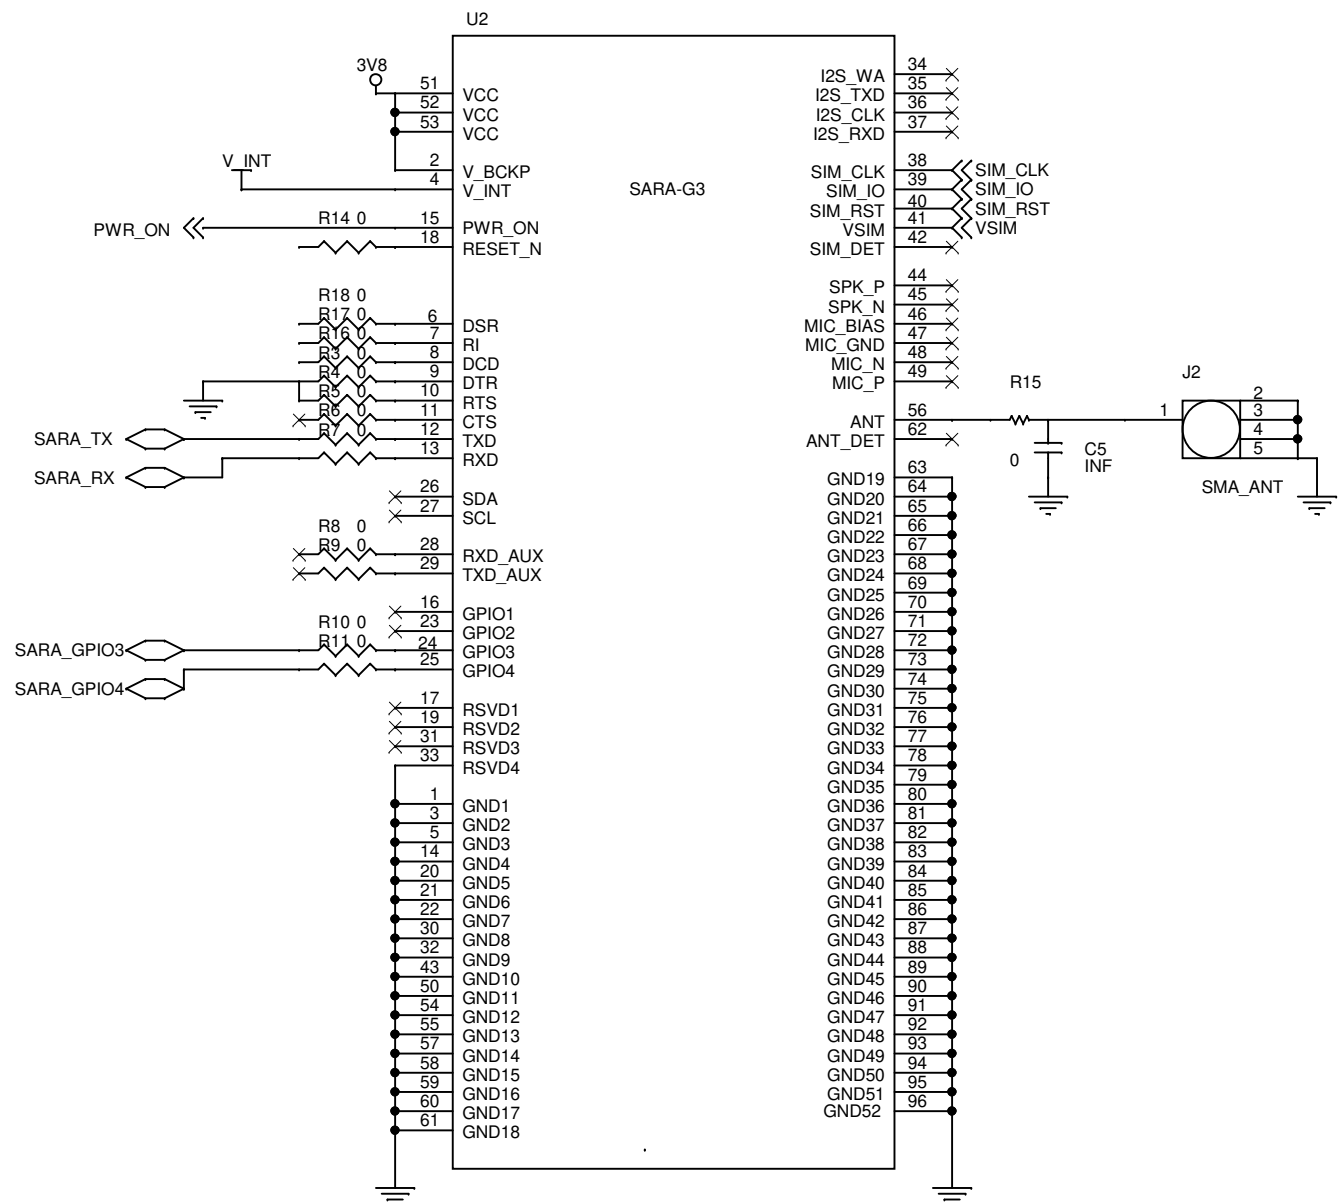 U2
SARA-G3
3V8
51 VCC
52 VCC
53 VCC
2 V_BCKP
V_INT 4 V_INT
PWR_ON 15 PWR_ON
R14 0 18 RESET_N
R18 0 6 DSR
R17 0 7 RI
R16 0 8 DCD
R3 0 9 DTR
R4 0 10 RTS
R5 0 11 CTS
SARA_TX R6 0 12 TXD
SARA_RX R7 0 13 RXD
26 SDA
27 SCL
R8 0 28 RXD_AUX
R9 0 29 TXD_AUX
16 GPIO1
23 GPIO2
SARA_GPIO3 R10 0 24 GPIO3
SARA_GPIO4 R11 0 25 GPIO4
17 RSVD1
19 RSVD2
31 RSVD3
33 RSVD4
1 GND1
3 GND2
5 GND3
14 GND4
20 GND5
21 GND6
22 GND7
30 GND8
32 GND9
43 GND10
50 GND11
54 GND12
55 GND13
57 GND14
58 GND15
59 GND16
60 GND17
61 GND18
I2S_WA 34
I2S_TXD 35
I2S_CLK 36
I2S_RXD 37
SIM_CLK 38 SIM_CLK
SIM_IO 39 SIM_IO
SIM_RST 40 SIM_RST
VSIM 41 VSIM
SIM_DET 42
SPK_P 44
SPK_N 45
MIC_BIAS 46
MIC_GND 47
MIC_N 48
MIC_P 49
ANT 56
ANT_DET 62
GND19 63
GND20 64
GND21 65
GND22 66
GND23 67
GND24 68
GND25 69
GND26 70
GND27 71
GND28 72
GND29 73
GND30 74
GND31 75
GND32 76
GND33 77
GND34 78
GND35 79
GND36 80
GND37 81
GND38 82
GND39 83
GND40 84
GND41 85
GND42 86
GND43 87
GND44 88
GND45 89
GND46 90
GND47 91
GND48 92
GND49 93
GND50 94
GND51 95
GND52 96
R15
0
C5
INF
J2
1
2
3
4
5
SMA_ANT